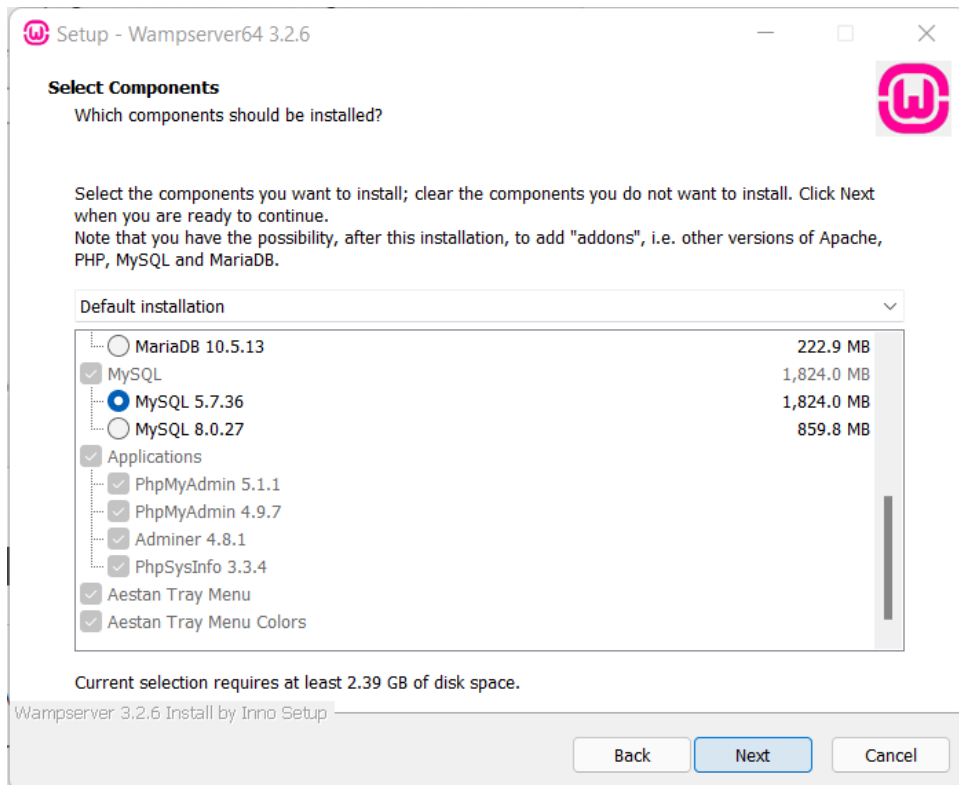 Setup - Wampserver64 3.2.6
Select Components
Which components should be installed?
Select the components you want to install; clear the components you do not want to install. Click Next
when you are ready to continue.
Note that you have the possibility, after this installation, to add "addons", i.e. other versions of Apache,
PHP, MySQL and MariaDB.
Default installation
MariaDB 10.5.13 222.9 MB
MySQL 1,824.0 MB
MySQL 5.7.36 1,824.0 MB
MySQL 8.0.27 859.8 MB
Applications
PhpMyAdmin 5.1.1
PhpMyAdmin 4.9.7
Adminer 4.8.1
PhpSysInfo 3.3.4
Aestan Tray Menu
Aestan Tray Menu Colors
Current selection requires at least 2.39 GB of disk space.
Wampserver 3.2.6 Install by Inno Setup
Back Next Cancel